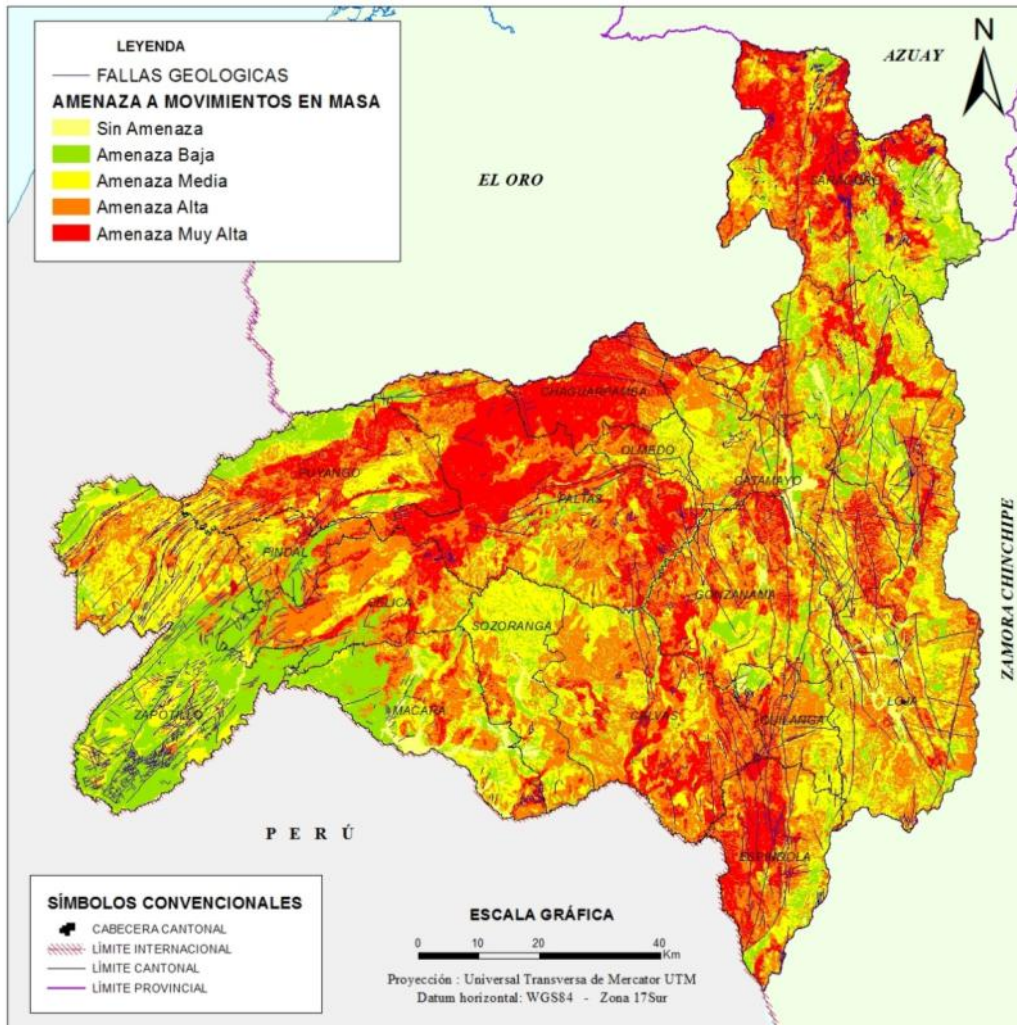 LEYENDA
FALLAS GEOLOGICAS
AMENAZA A MOVIMIENTOS EN MASA
Sin Amenaza
Amenaza Baja
Amenaza Media
Amenaza Alta
Amenaza Muy Alta
N
AZUAY
EL ORO
SARAGURO
CHAGUARPAMBA
OLMEDO
PUYANGO
CATAMAYO
PALTAS
PINDAL
CELICA
GONZANAMA
SOZORANGA
ZAMORA CHINCHIPE
ZAPOTILLO
MACARA
CALVAS
QUILANGA
LOJA
ESPINDOLA
PERÚ
SÍMBOLOS CONVENCIONALES
CABECERA CANTONAL
LÍMITE INTERNACIONAL
LÍMITE CANTONAL
LÍMITE PROVINCIAL
ESCALA GRÁFICA
0 10 20 40
Km
Proyección : Universal Transversa de Mercator UTM
Datum horizontal: WGS84 - Zona 17Sur